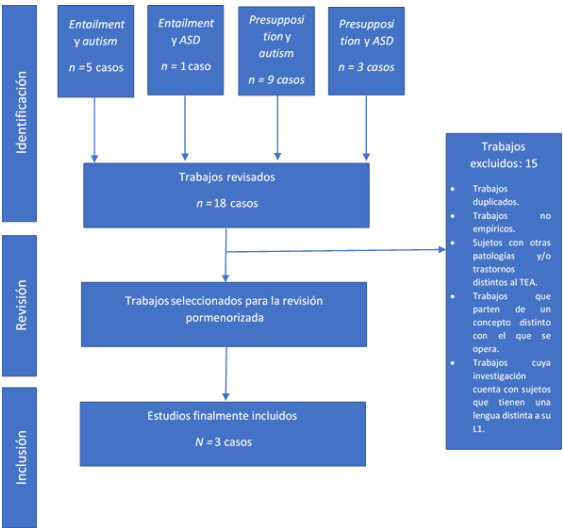 Identificación
Entailment
y autism
n = 5 casos
Entailment
y ASD
n = 1 caso
Presupposi
tion y
autism
n = 9 casos
Presupposi
tion y ASD
n = 3 casos
Trabajos revisados
n = 18 casos
Trabajos
excluidos: 15
• Trabajos
duplicados.
• Trabajos no
empíricos.
• Sujetos con otras
patologías y/o
trastornos
distintos al TEA.
• Trabajos que
parten de un
concepto distinto
con el que se
opera.
• Trabajos cuya
investigación
cuenta con sujetos
que tienen una
lengua distinta a su
L1.
Revisión
Trabajos seleccionados para la revisión
pormenorizada
Inclusión
Estudios finalmente incluidos
N = 3 casos